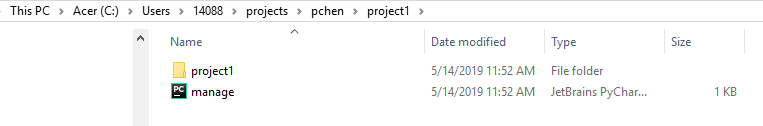 This PC > Acer (C:) > Users > 14088 > projects > pchen > project1 >
Name Date modified Type Size
project1 5/14/2019 11:52 AM File folder
PC manage 5/14/2019 11:52 AM JetBrains PyChar... 1 KB